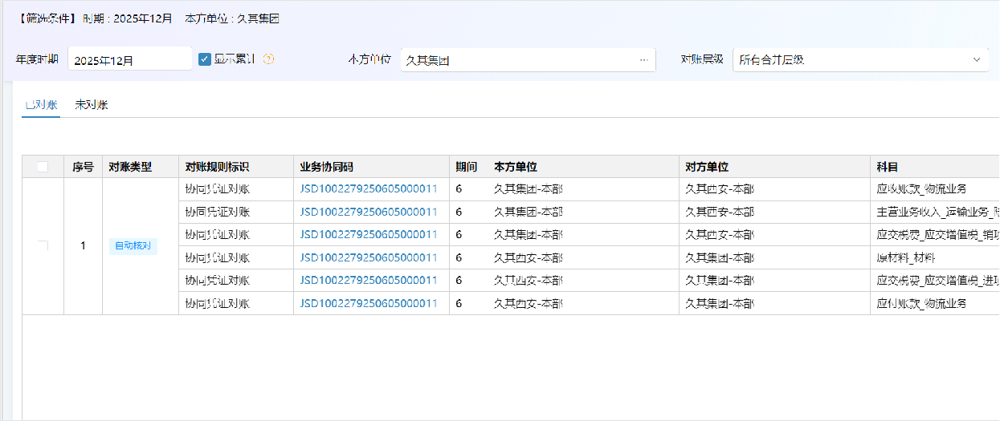 【筛选条件】 时期 : 2025年12月 本方单位 : 久其集团
年度时期 2025年12月 显示累计 ? 本方单位 久其集团 ... 对账层级 所有合并层级
已对账 未对账
序号 对账类型 对账规则标识 业务协同码 期间 本方单位 对方单位 科目
协同凭证对账 JSD1002279250605000011 6 久其集团-本部 久其西安-本部 应收账款_物流业务
协同凭证对账 JSD1002279250605000011 6 久其集团-本部 久其西安-本部 主营业务收入_运输业务_
协同凭证对账 JSD1002279250605000011 6 久其集团-本部 久其西安-本部 应交税费_应交增值税_销项
1 自动核对
协同凭证对账 JSD1002279250605000011 6 久其西安-本部 久其集团-本部 原材料_材料
协同凭证对账 JSD1002279250605000011 6 久其西安-本部 久其集团-本部 应交税费_应交增值税_进项
协同凭证对账 JSD1002279250605000011 6 久其西安-本部 久其集团-本部 应付账款_物流业务